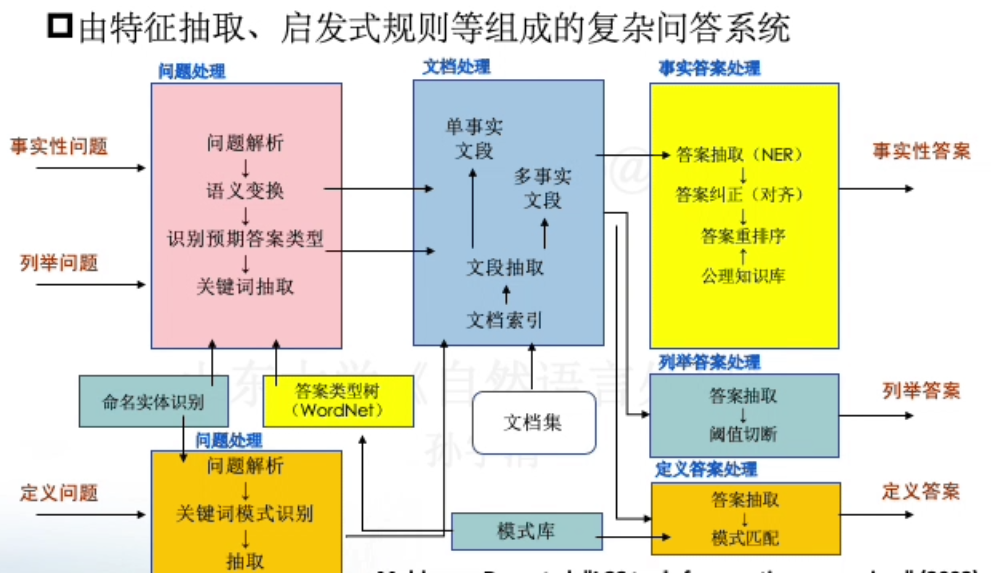 由特征抽取、启发式规则等组成的复杂问答系统
问题处理
文档处理
事实答案处理
事实性问题
列举问题
问题解析
语义变换
识别预期答案类型
关键词抽取
单事实
文段
多事实
文段
文段抽取
文档索引
答案抽取（NER）
答案纠正（对齐）
答案重排序
公理知识库
事实性答案
命名实体识别
答案类型树
（WordNet）
文档集
列举答案处理
答案抽取
阈值切断
列举答案
问题处理
定义问题
问题解析
关键词模式识别
抽取
模式库
定义答案处理
答案抽取
模式匹配
定义答案